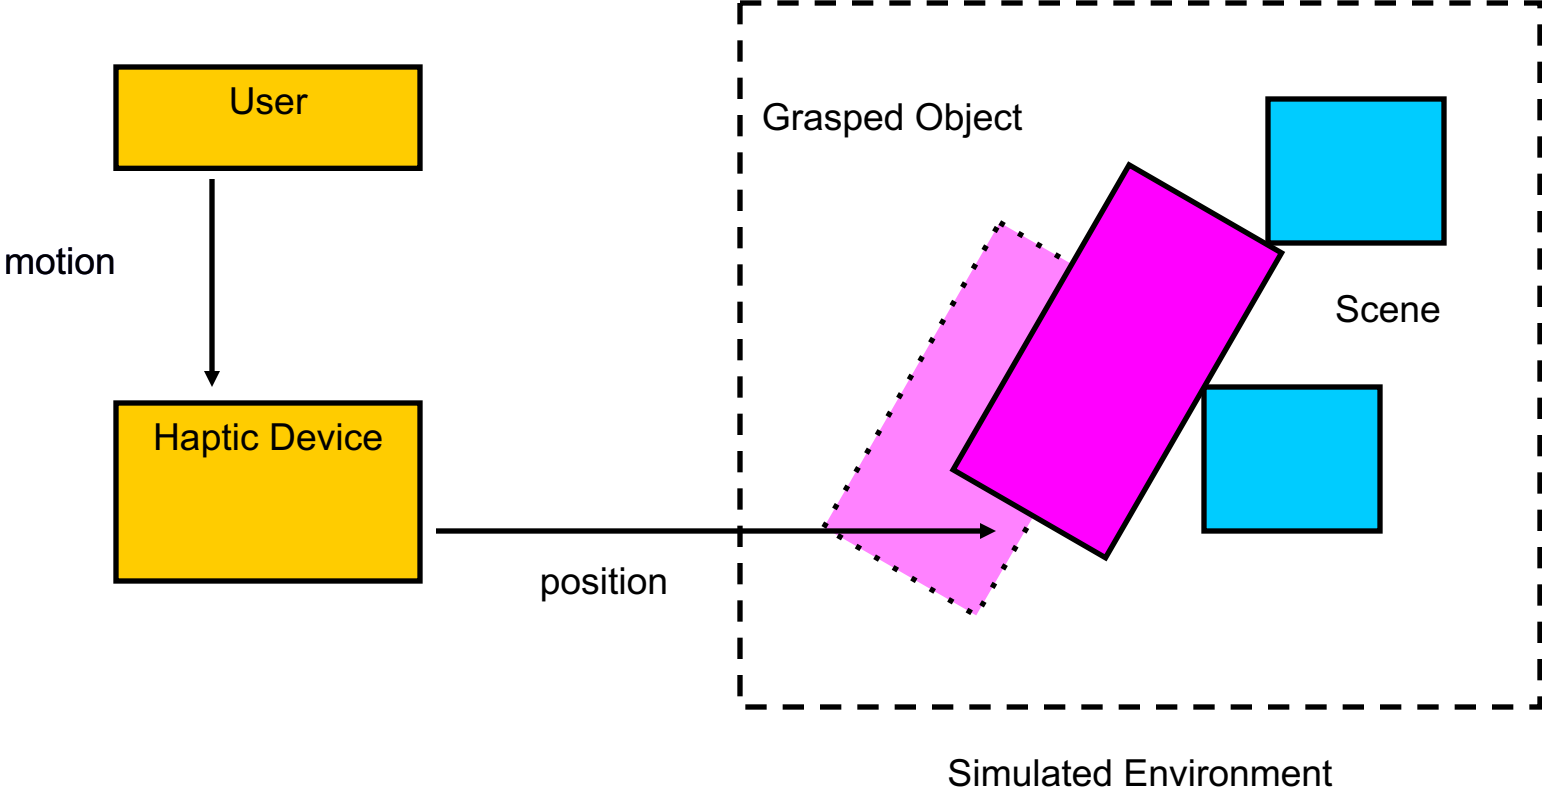 User
Grasped Object
motion
Scene
Haptic Device
position
Simulated Environment